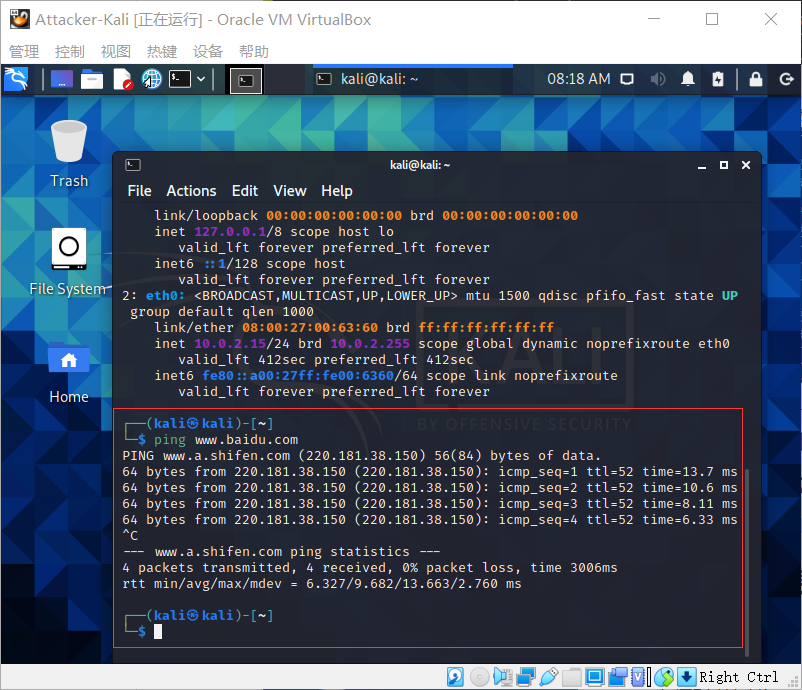 Attacker-Kali [正在运行] - Oracle VM VirtualBox
管理 控制 视图 热键 设备 帮助
kali@kali: ~
08:18 AM
Trash
File System
Home
kali@kali:~
File Actions Edit View Help
link/loopback 00:00:00:00:00:00 brd 00:00:00:00:00:00
inet 127.0.0.1/8 scope host lo
valid_lft forever preferred_lft forever
inet6 ::1/128 scope host
valid_lft forever preferred_lft forever
2: eth0: <BROADCAST,MULTICAST,UP,LOWER_UP> mtu 1500 qdisc pfifo_fast state UP
group default qlen 1000
link/ether 08:00:27:00:63:60 brd ff:ff:ff:ff:ff:ff
inet 10.0.2.15/24 brd 10.0.2.255 scope global dynamic noprefixroute eth0
valid_lft 412sec preferred_lft 412sec
inet6 fe80::a00:27ff:fe00:6360/64 scope link noprefixroute
valid_lft forever preferred_lft forever
KALI
BY OFFENSIVE SECURITY
┌──(kali㉿kali)-[~]
└─$ ping www.baidu.com
PING www.a.shifen.com (220.181.38.150) 56(84) bytes of data.
64 bytes from 220.181.38.150 (220.181.38.150): icmp_seq=1 ttl=52 time=13.7 ms
64 bytes from 220.181.38.150 (220.181.38.150): icmp_seq=2 ttl=52 time=10.6 ms
64 bytes from 220.181.38.150 (220.181.38.150): icmp_seq=3 ttl=52 time=8.11 ms
64 bytes from 220.181.38.150 (220.181.38.150): icmp_seq=4 ttl=52 time=6.33 ms
^C
--- www.a.shifen.com ping statistics ---
4 packets transmitted, 4 received, 0% packet loss, time 3006ms
rtt min/avg/max/mdev = 6.327/9.682/13.663/2.760 ms
┌──(kali㉿kali)-[~]
└─$
Right Ctrl